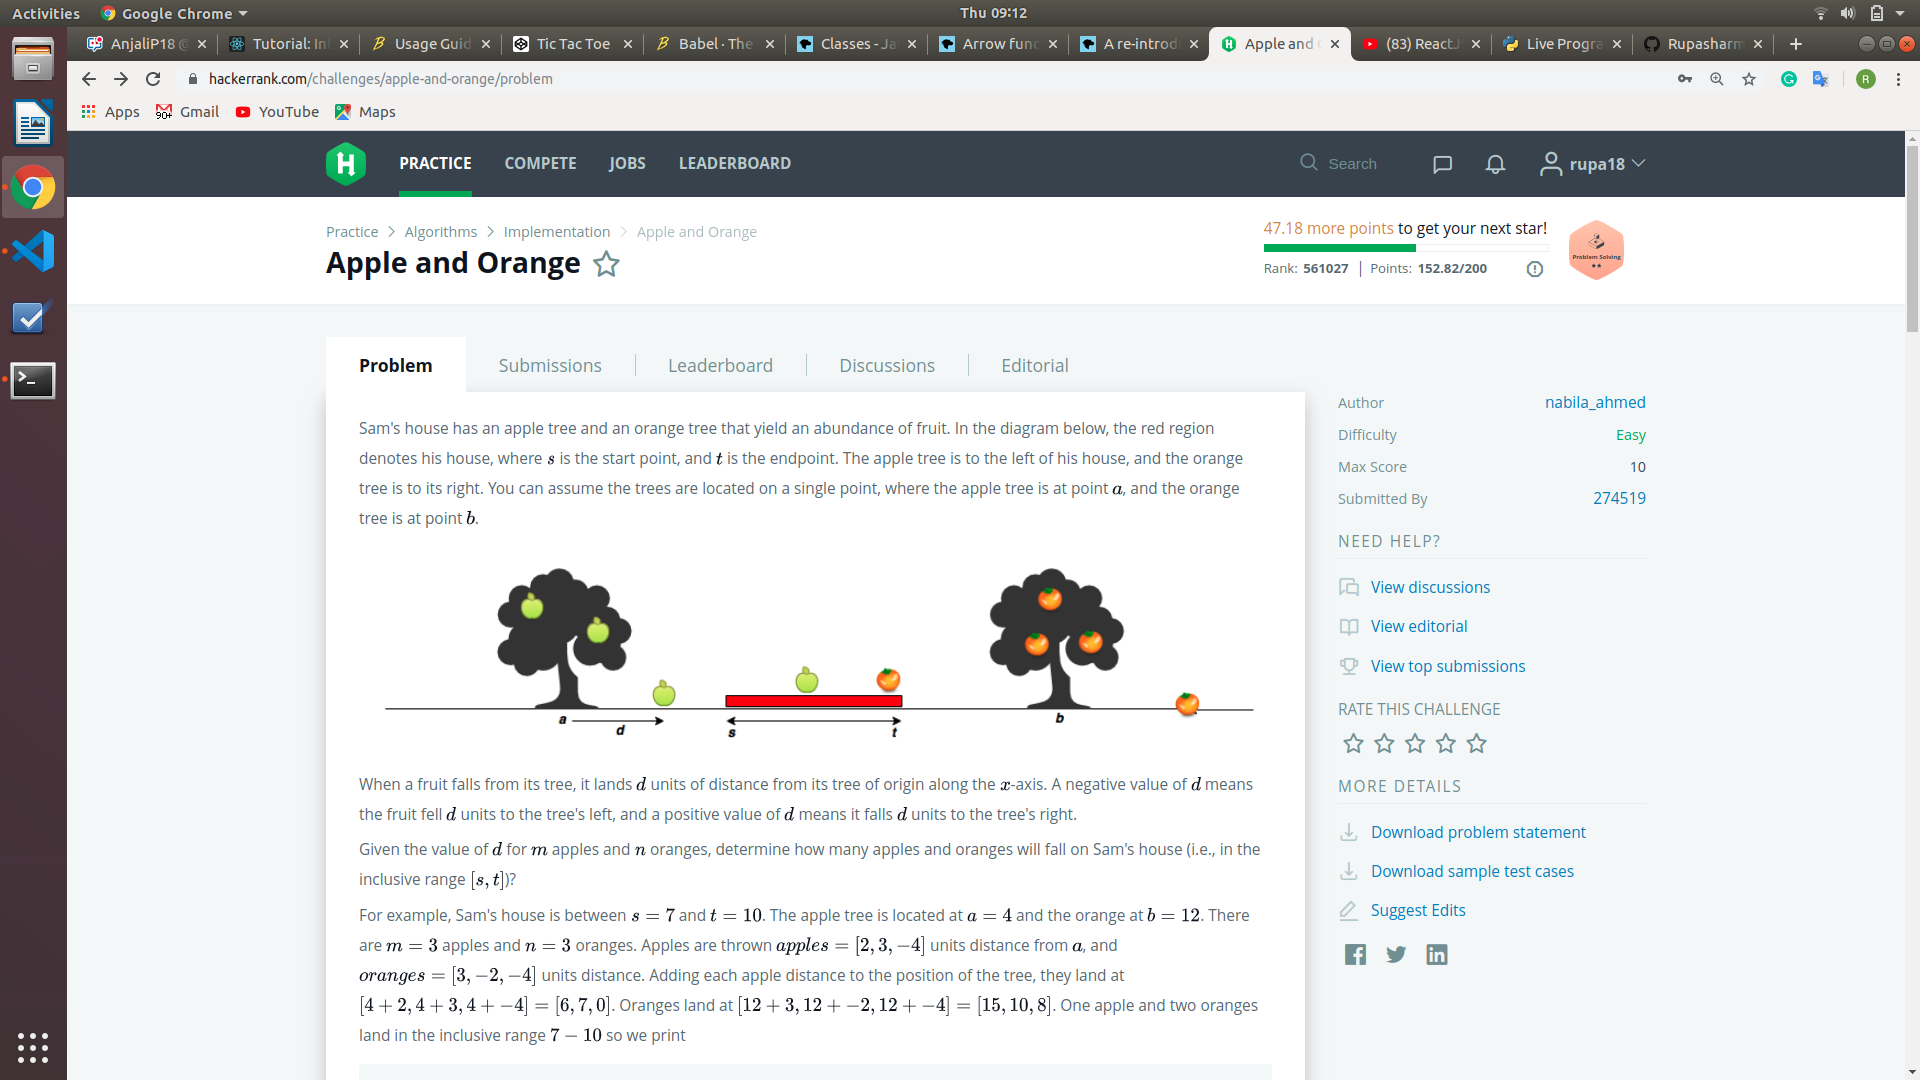 Activities Google Chrome Thu 09:12
AnjaliP18 @ Tutorial: In Usage Guid Tic Tac Toe Babel · The Classes - Ja Arrow func A re-introd Apple and (83) ReactJ Live Progra Rupasharm
hackerrank.com/challenges/apple-and-orange/problem R
Apps 90+ Gmail YouTube Maps
H PRACTICE COMPETE JOBS LEADERBOARD Search rupa18
Practice > Algorithms > Implementation > Apple and Orange
Apple and Orange
47.18 more points to get your next star!
Rank: 561027 | Points: 152.82/200
Problem Solving
Problem Submissions Leaderboard Discussions Editorial
Sam's house has an apple tree and an orange tree that yield an abundance of fruit. In the diagram below, the red region
denotes his house, where s is the start point, and t is the endpoint. The apple tree is to the left of his house, and the orange
tree is to its right. You can assume the trees are located on a single point, where the apple tree is at point a, and the orange
tree is at point b.
a d s t b
When a fruit falls from its tree, it lands d units of distance from its tree of origin along the x-axis. A negative value of d means
the fruit fell d units to the tree's left, and a positive value of d means it falls d units to the tree's right.
Given the value of d for m apples and n oranges, determine how many apples and oranges will fall on Sam's house (i.e., in the
inclusive range [s, t])?
For example, Sam's house is between s = 7 and t = 10. The apple tree is located at a = 4 and the orange at b = 12. There
are m = 3 apples and n = 3 oranges. Apples are thrown apples = [2, 3, −4] units distance from a, and
oranges = [3, −2, −4] units distance. Adding each apple distance to the position of the tree, they land at
[4 + 2, 4 + 3, 4 + −4] = [6, 7, 0]. Oranges land at [12 + 3, 12 + −2, 12 + −4] = [15, 10, 8]. One apple and two oranges
land in the inclusive range 7 − 10 so we print
Author nabila_ahmed
Difficulty Easy
Max Score 10
Submitted By 274519
NEED HELP?
View discussions
View editorial
View top submissions
RATE THIS CHALLENGE
MORE DETAILS
Download problem statement
Download sample test cases
Suggest Edits